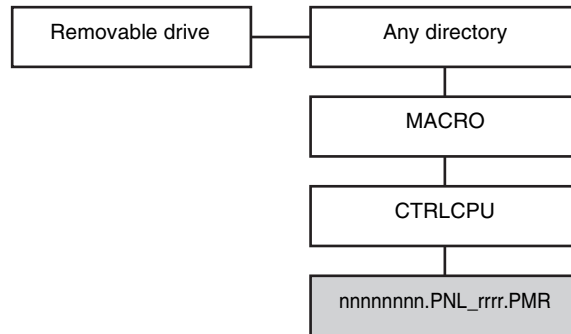 Removable drive
Any directory
MACRO
CTRLCPU
nnnnnnnn.PNL_rrrr.PMR